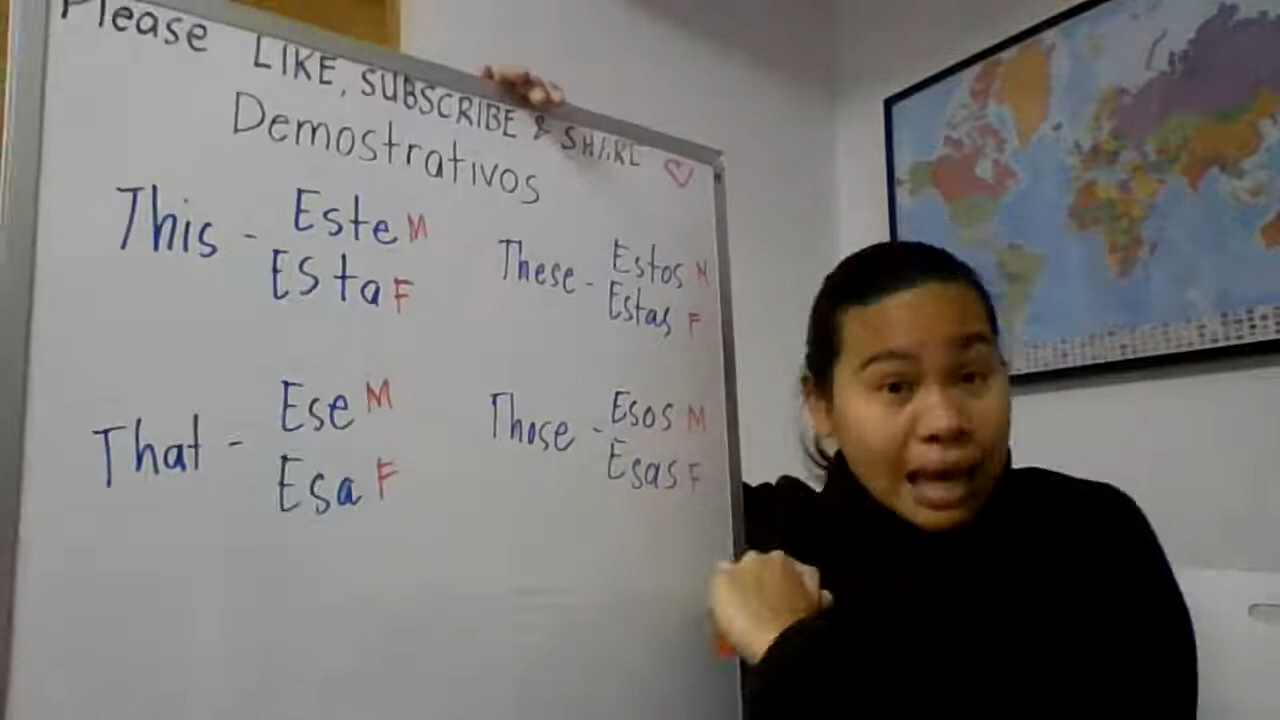 Please LIKE, SUBSCRIBE & SHARE
Demostrativos
This - Este M
Esta F
These - Estos M
Estas F
That - Ese M
Esa F
Those - Esos M
Esas F